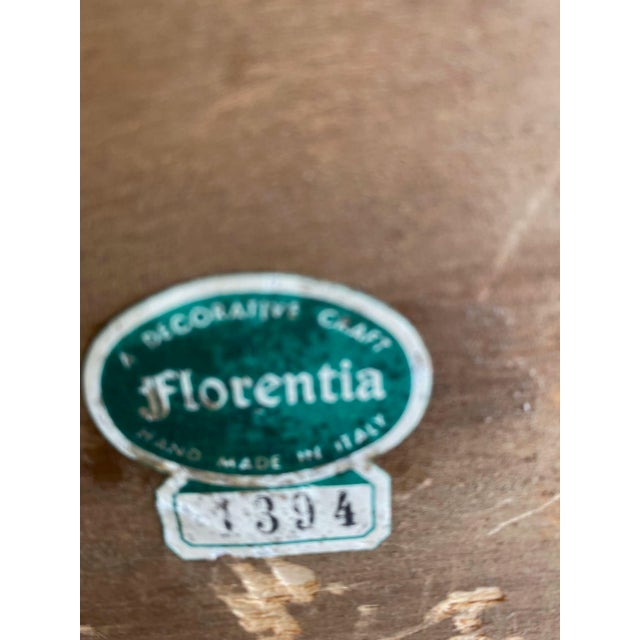 A DECORATIVE CRAFT
Florentia
HAND MADE IN ITALY
1394